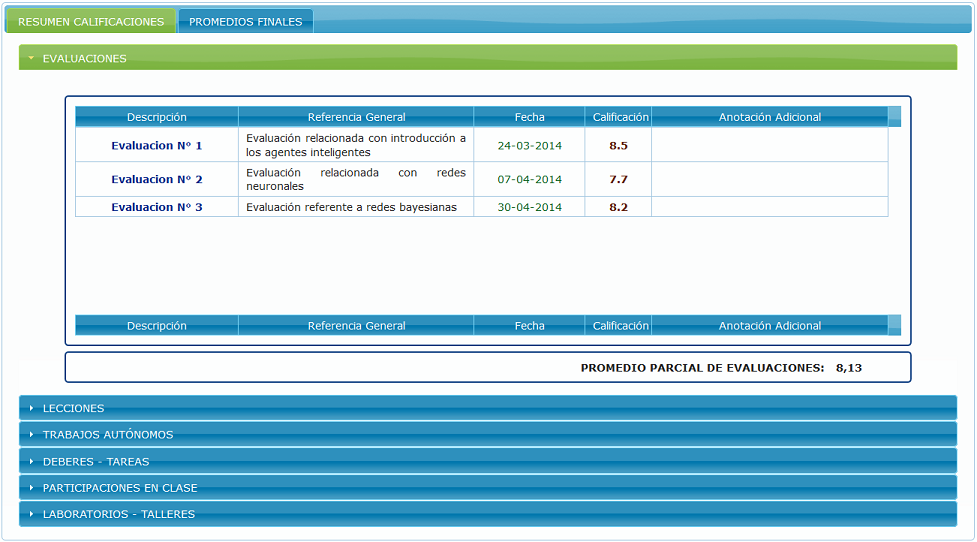 RESUMEN CALIFICACIONES PROMEDIOS FINALES
EVALUACIONES
Descripción Referencia General Fecha Calificación Anotación Adicional
Evaluacion Nº 1 Evaluación relacionada con introducción a los agentes inteligentes 24-03-2014 8.5
Evaluacion Nº 2 Evaluación relacionada con redes neuronales 07-04-2014 7.7
Evaluacion Nº 3 Evaluación referente a redes bayesianas 30-04-2014 8.2
Descripción Referencia General Fecha Calificación Anotación Adicional
PROMEDIO PARCIAL DE EVALUACIONES: 8,13
LECCIONES
TRABAJOS AUTÓNOMOS
DEBERES - TAREAS
PARTICIPACIONES EN CLASE
LABORATORIOS - TALLERES